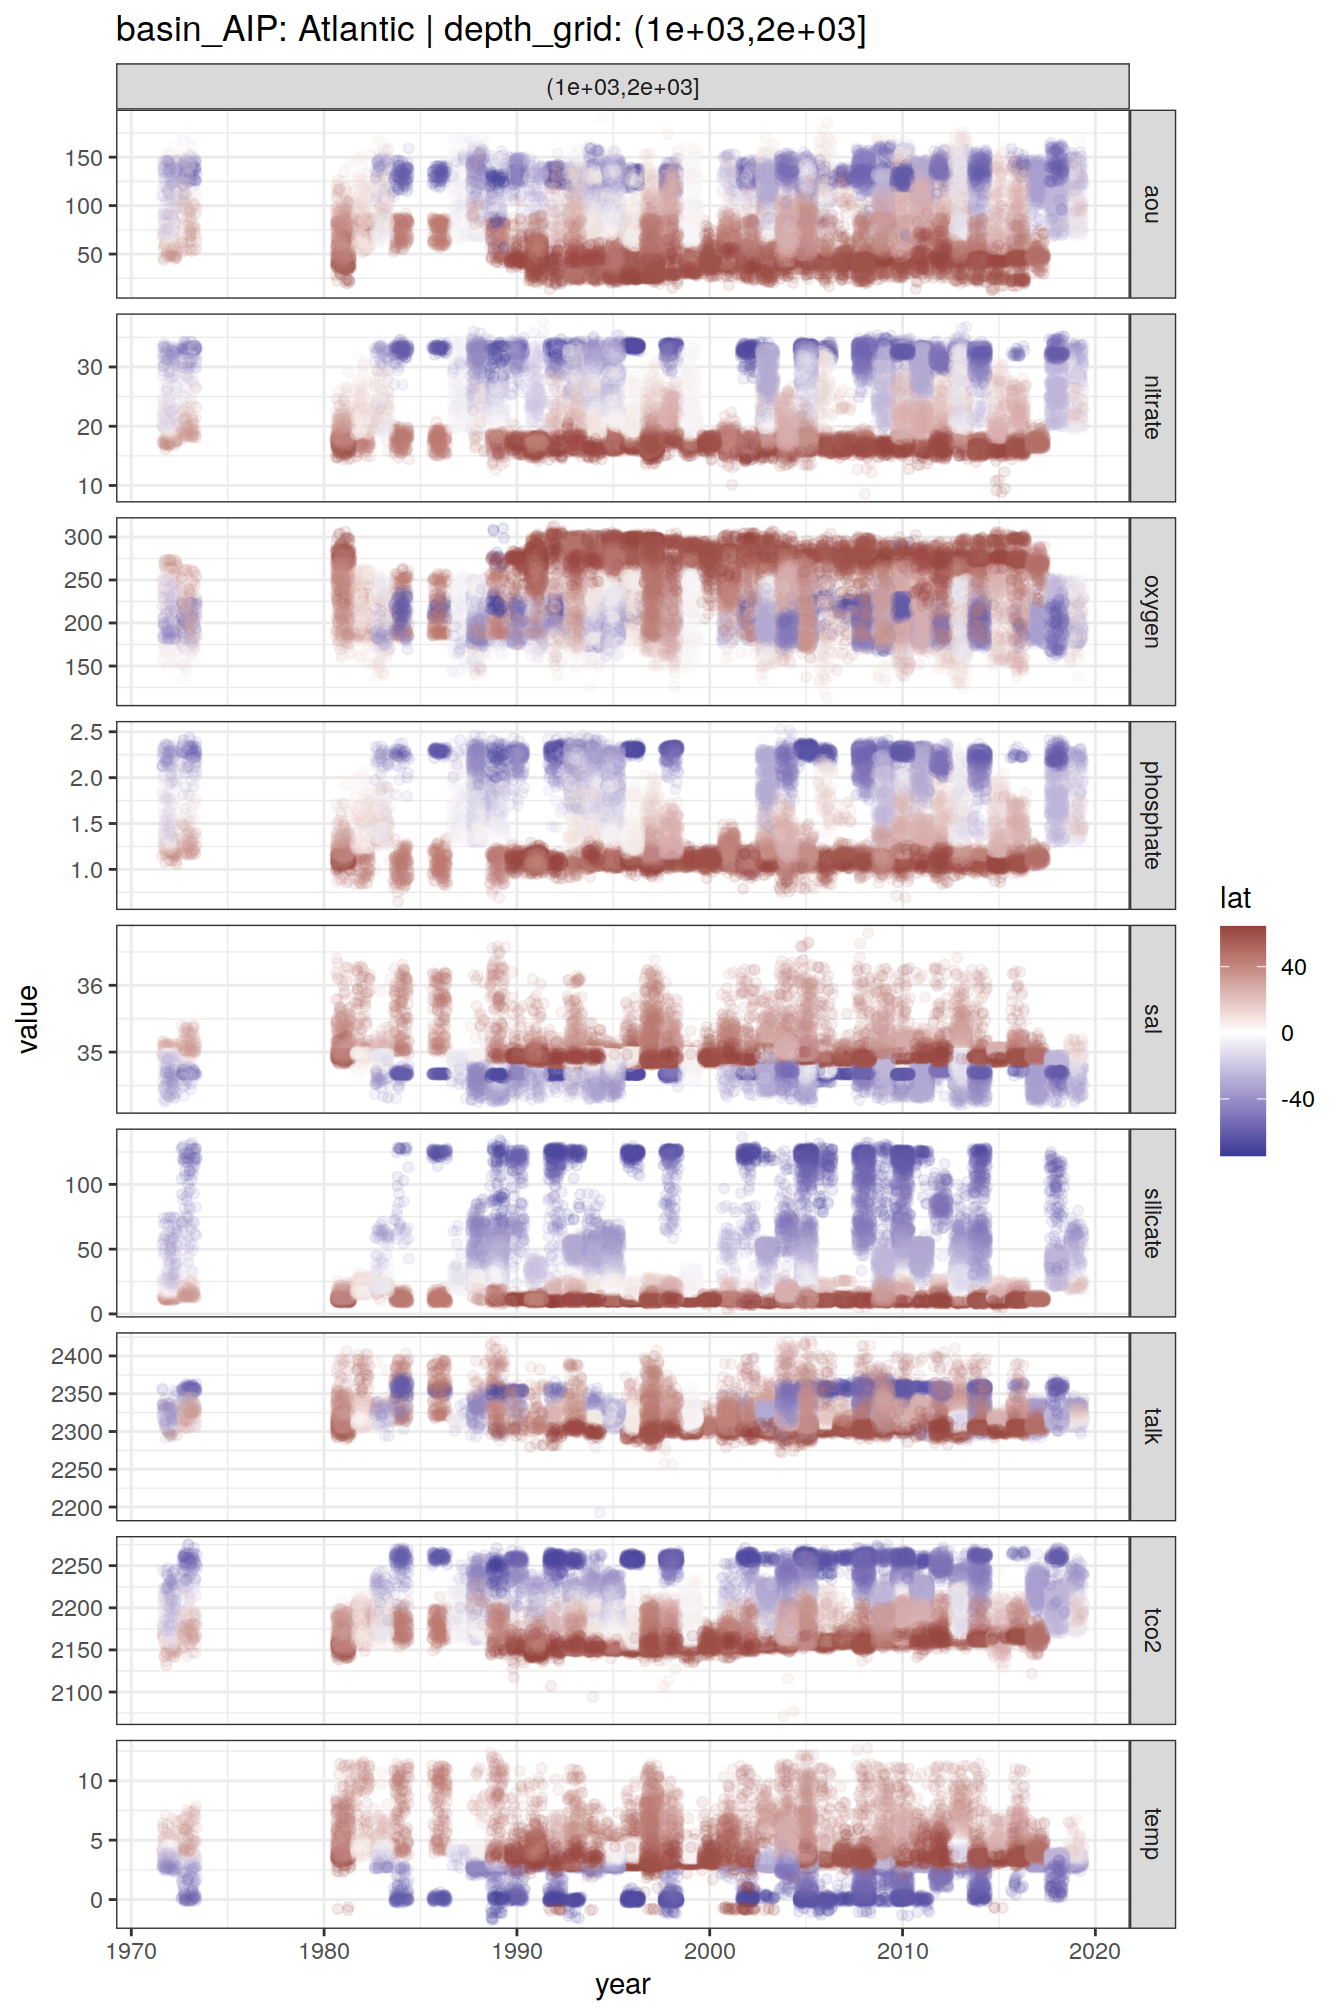 basin_AIP: Atlantic | depth_grid: (1e+03,2e+03]
(1e+03,2e+03]
150
100
50
aou
30
20
10
nitrate
300
250
200
150
oxygen
2.5
2.0
1.5
1.0
phosphate
36
35
sal
100
50
0
silicate
2400
2350
2300
2250
2200
talk
2250
2200
2150
2100
tco2
10
5
0
temp
1970 1980 1990 2000 2010 2020
year
value
lat
40
0
-40